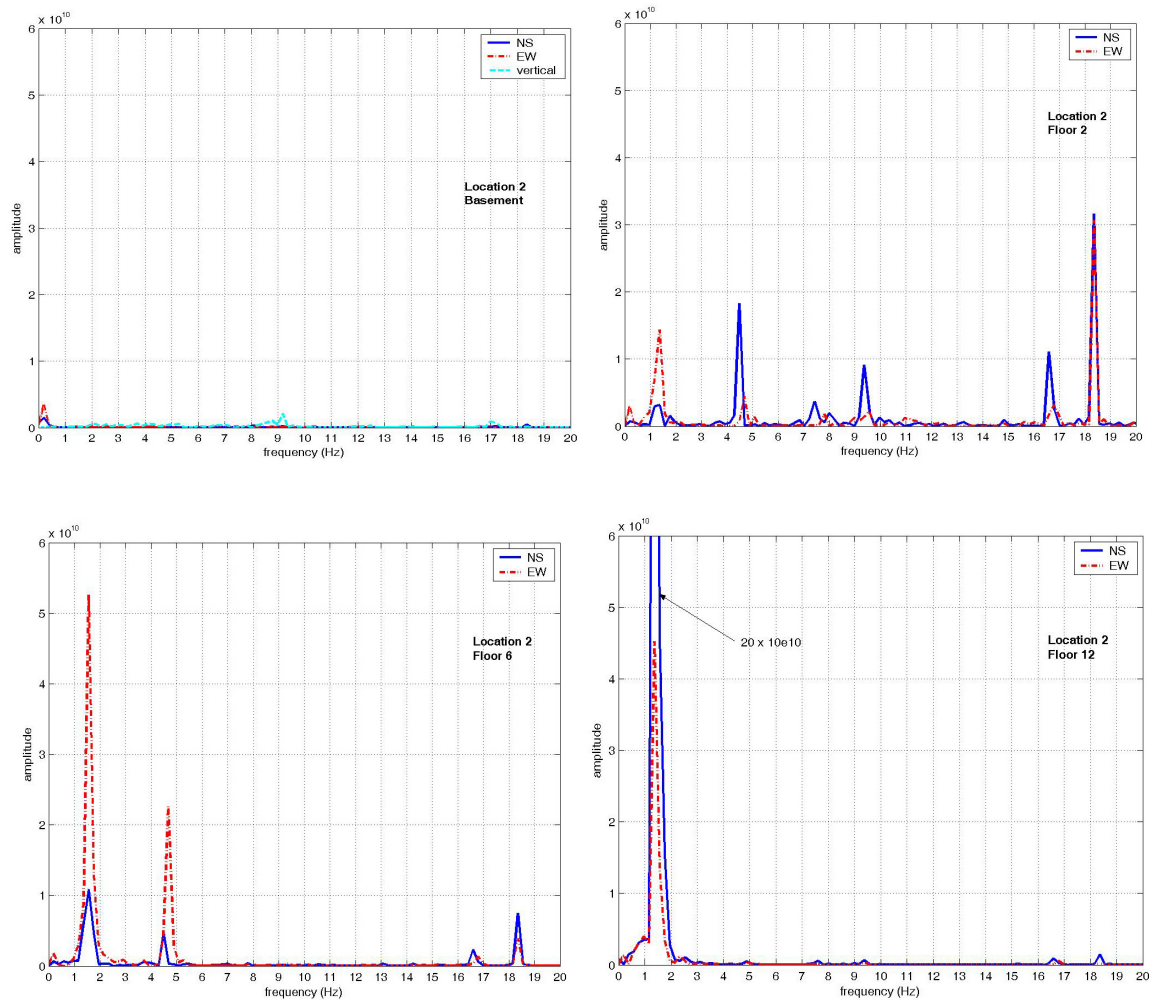 x 10^10
6
5
4
3
2
1
0
amplitude
NS
EW
vertical
Location 2
Basement
0 1 2 3 4 5 6 7 8 9 10 11 12 13 14 15 16 17 18 19 20
frequency (Hz)
x 10^10
6
5
4
3
2
1
0
amplitude
NS
EW
Location 2
Floor 2
0 1 2 3 4 5 6 7 8 9 10 11 12 13 14 15 16 17 18 19 20
frequency (Hz)
x 10^10
6
5
4
3
2
1
0
amplitude
NS
EW
Location 2
Floor 6
0 1 2 3 4 5 6 7 8 9 10 11 12 13 14 15 16 17 18 19 20
frequency (Hz)
x 10^10
6
5
4
3
2
1
0
amplitude
NS
EW
20 x 10e10
Location 2
Floor 12
0 1 2 3 4 5 6 7 8 9 10 11 12 13 14 15 16 17 18 19 20
frequency (Hz)